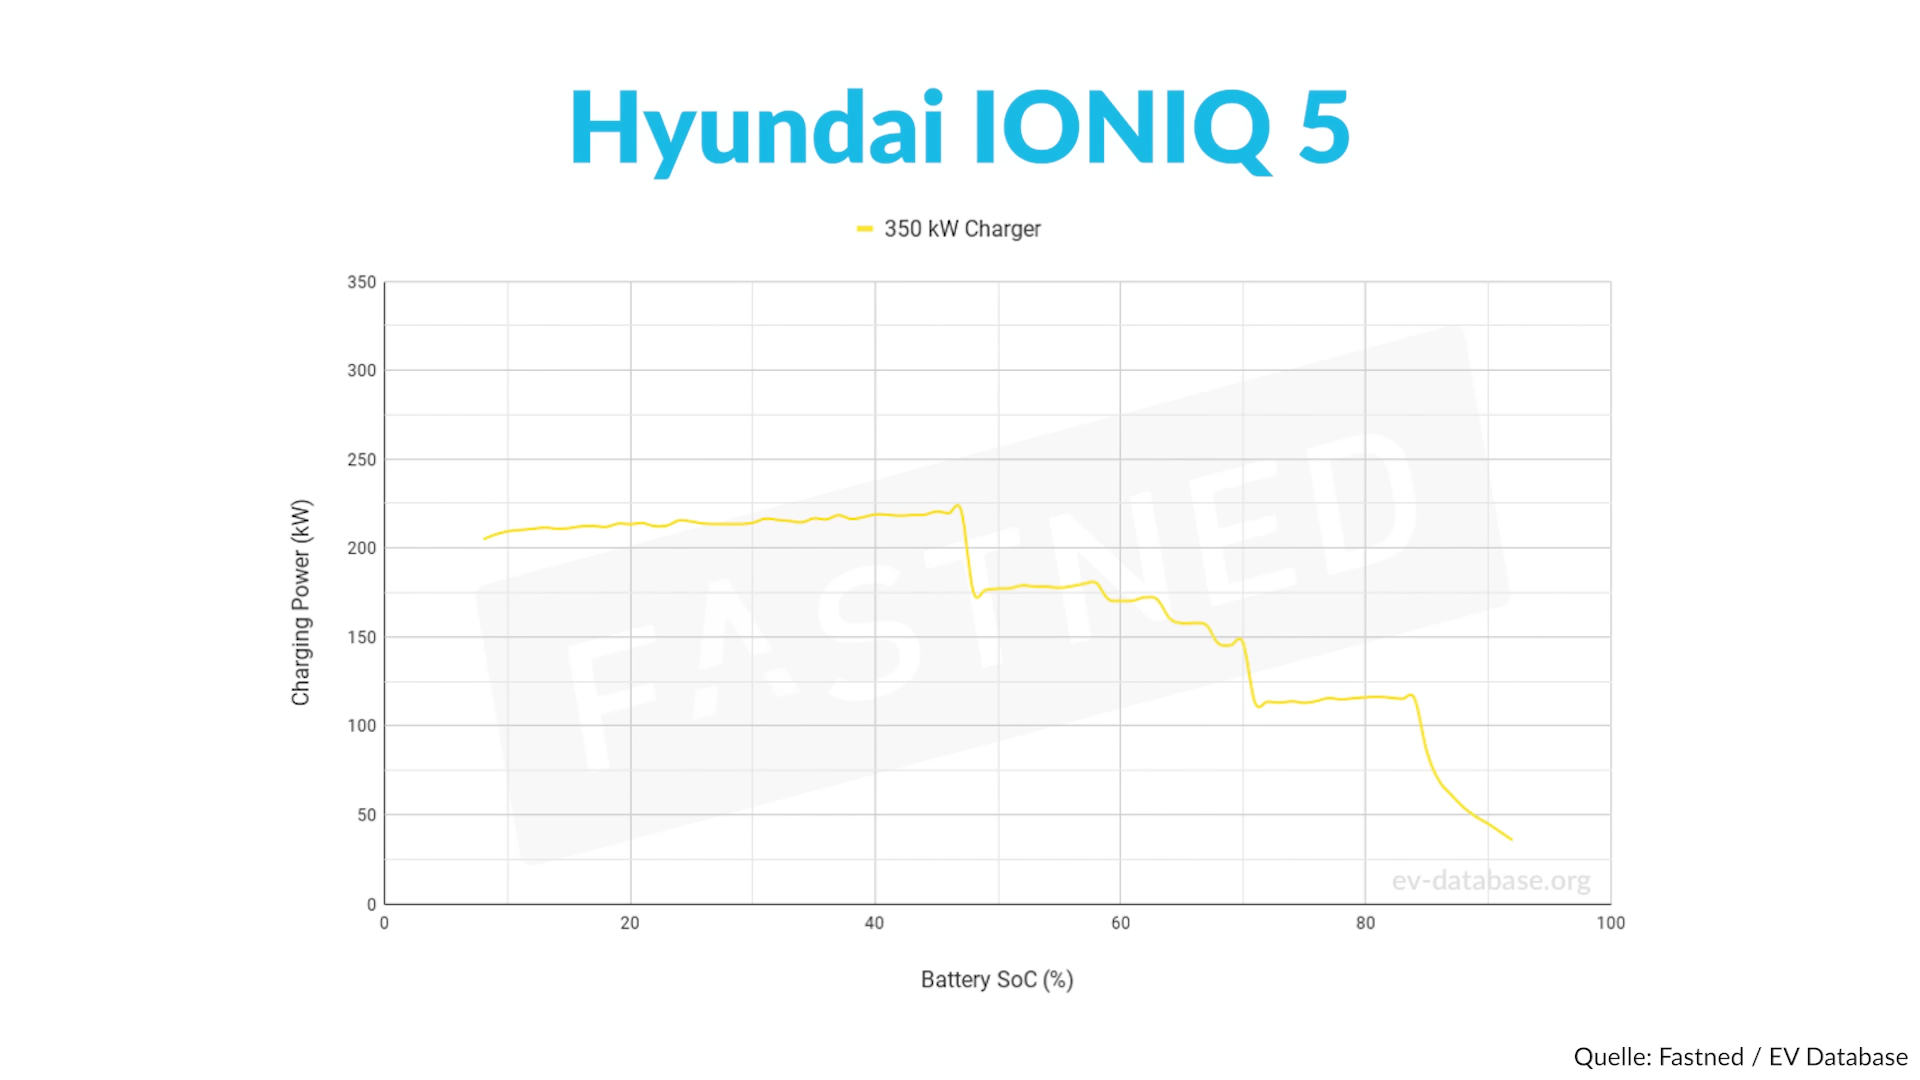 Hyundai IONIQ 5
350 kW Charger
350
300
250
200
150
100
50
0
Charging Power (kW)
FASTNED
ev-database.org
0 20 40 60 80 100
Battery SoC (%)
Quelle: Fastned / EV Database